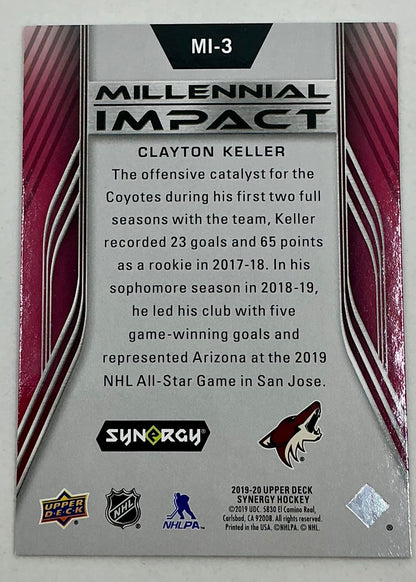 MI-3
MILLENNIAL
IMPACT
CLAYTON KELLER
The offensive catalyst for the
Coyotes during his first two full
seasons with the team, Keller
recorded 23 goals and 65 points
as a rookie in 2017-18. In his
sophomore season in 2018-19,
he led his club with five
game-winning goals and
represented Arizona at the 2019
NHL All-Star Game in San Jose.
SYNERGY
UPPER
DECK
NHL
NHLPA
2019-20 UPPER DECK
SYNERGY HOCKEY
©2019 UDC. 5830 El Camino Real,
Carlsbad, CA 92008. All rights reserved.
Printed in the USA. ©NHLPA. © NHL.